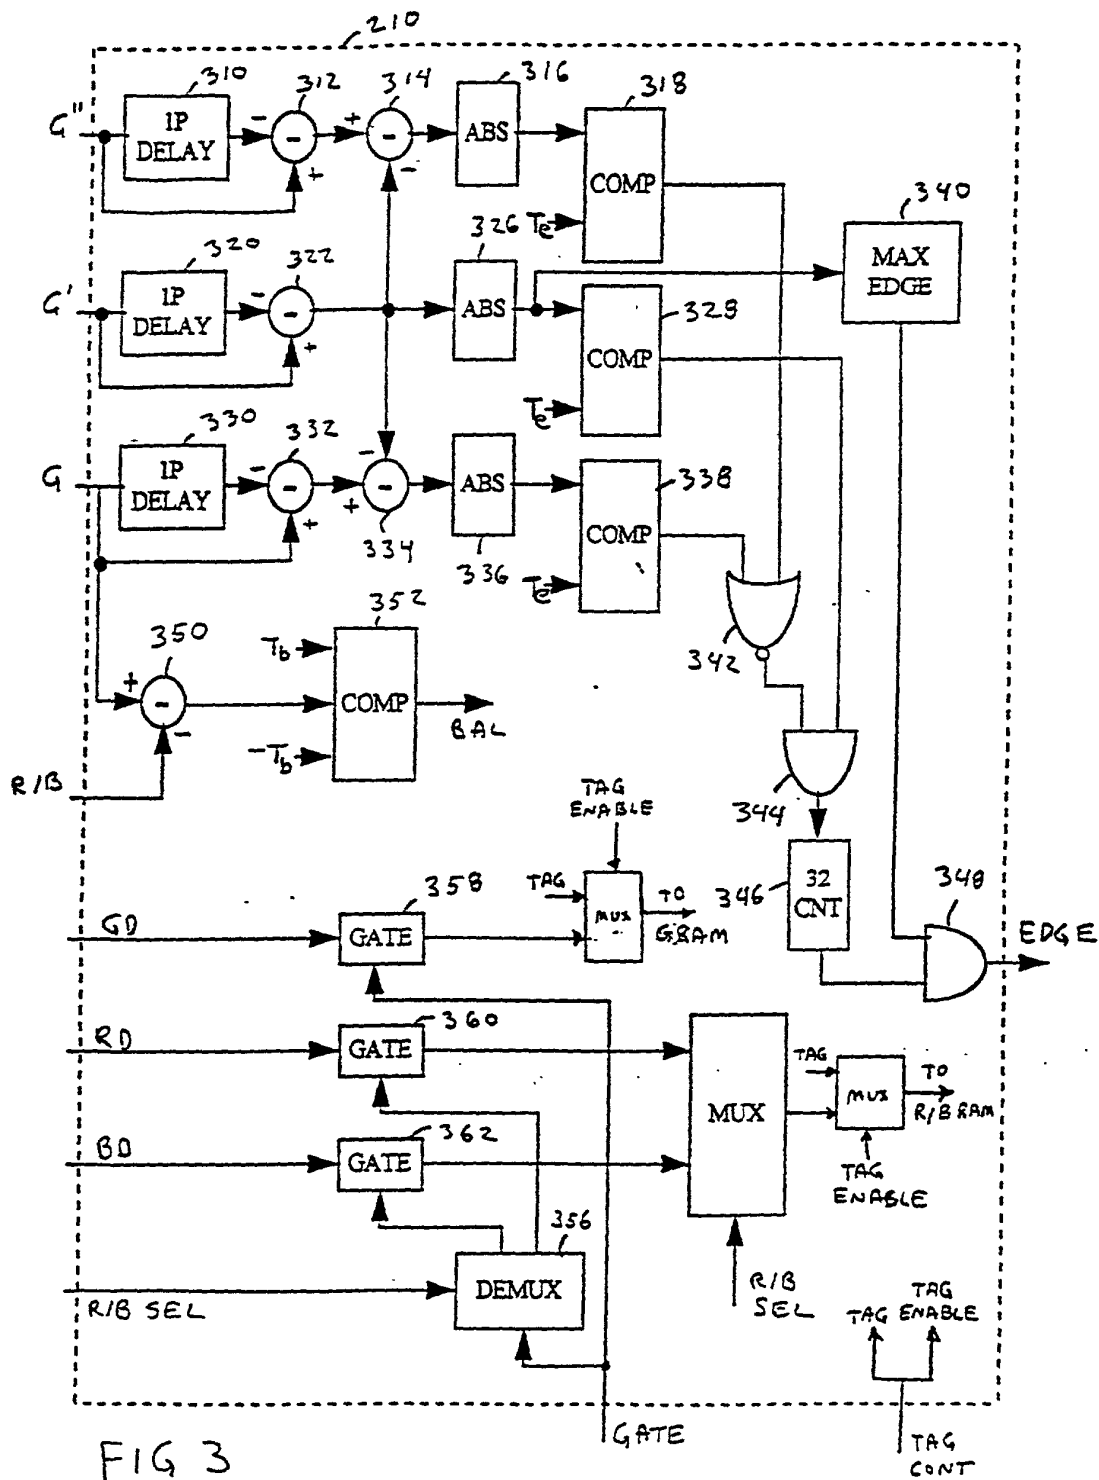 210
310
312
314
316
318
G"
1P
DELAY
-
-
+
+
-
-
ABS
COMP
Te
340
MAX
EDGE
320
322
326
328
G'
1P
DELAY
-
-
+
ABS
COMP
Te
330
332
338
G
1P
DELAY
-
-
+
-
-
+
334
ABS
336
COMP
Te
342
350
+
-
-
R/B
352
Tb
COMP
-Tb
BAL
344
346
32
CNT
348
EDGE
TAG
ENABLE
TAG
MUX
TO
GRAM
GD
358
GATE
RD
360
GATE
BD
362
GATE
MUX
TAG
MUX
TO
R/B RAM
TAG
ENABLE
R/B SEL
356
DEMUX
R/B
SEL
TAG
TAG
ENABLE
GATE
TAG
CONT
FIG 3